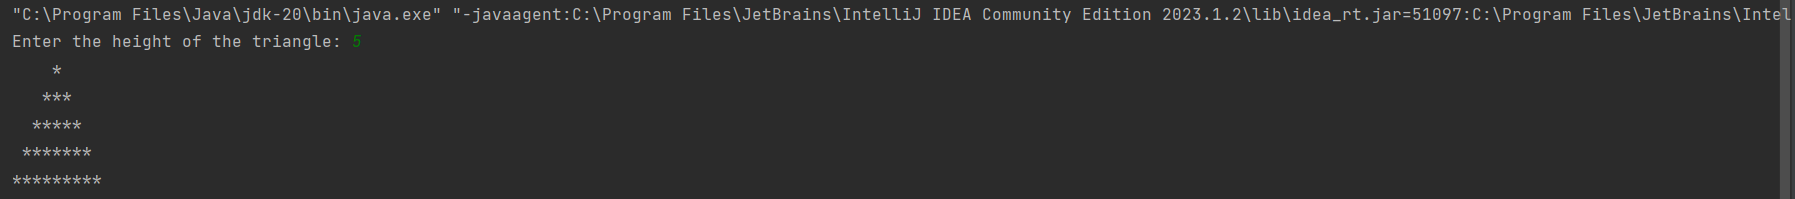 "C:\Program Files\Java\jdk-20\bin\java.exe" "-javaagent:C:\Program Files\JetBrains\IntelliJ IDEA Community Edition 2023.1.2\lib\idea_rt.jar=51097:C:\Program Files\JetBrains\Intel
Enter the height of the triangle: 5
    *
   ***
  *****
 *******
*********